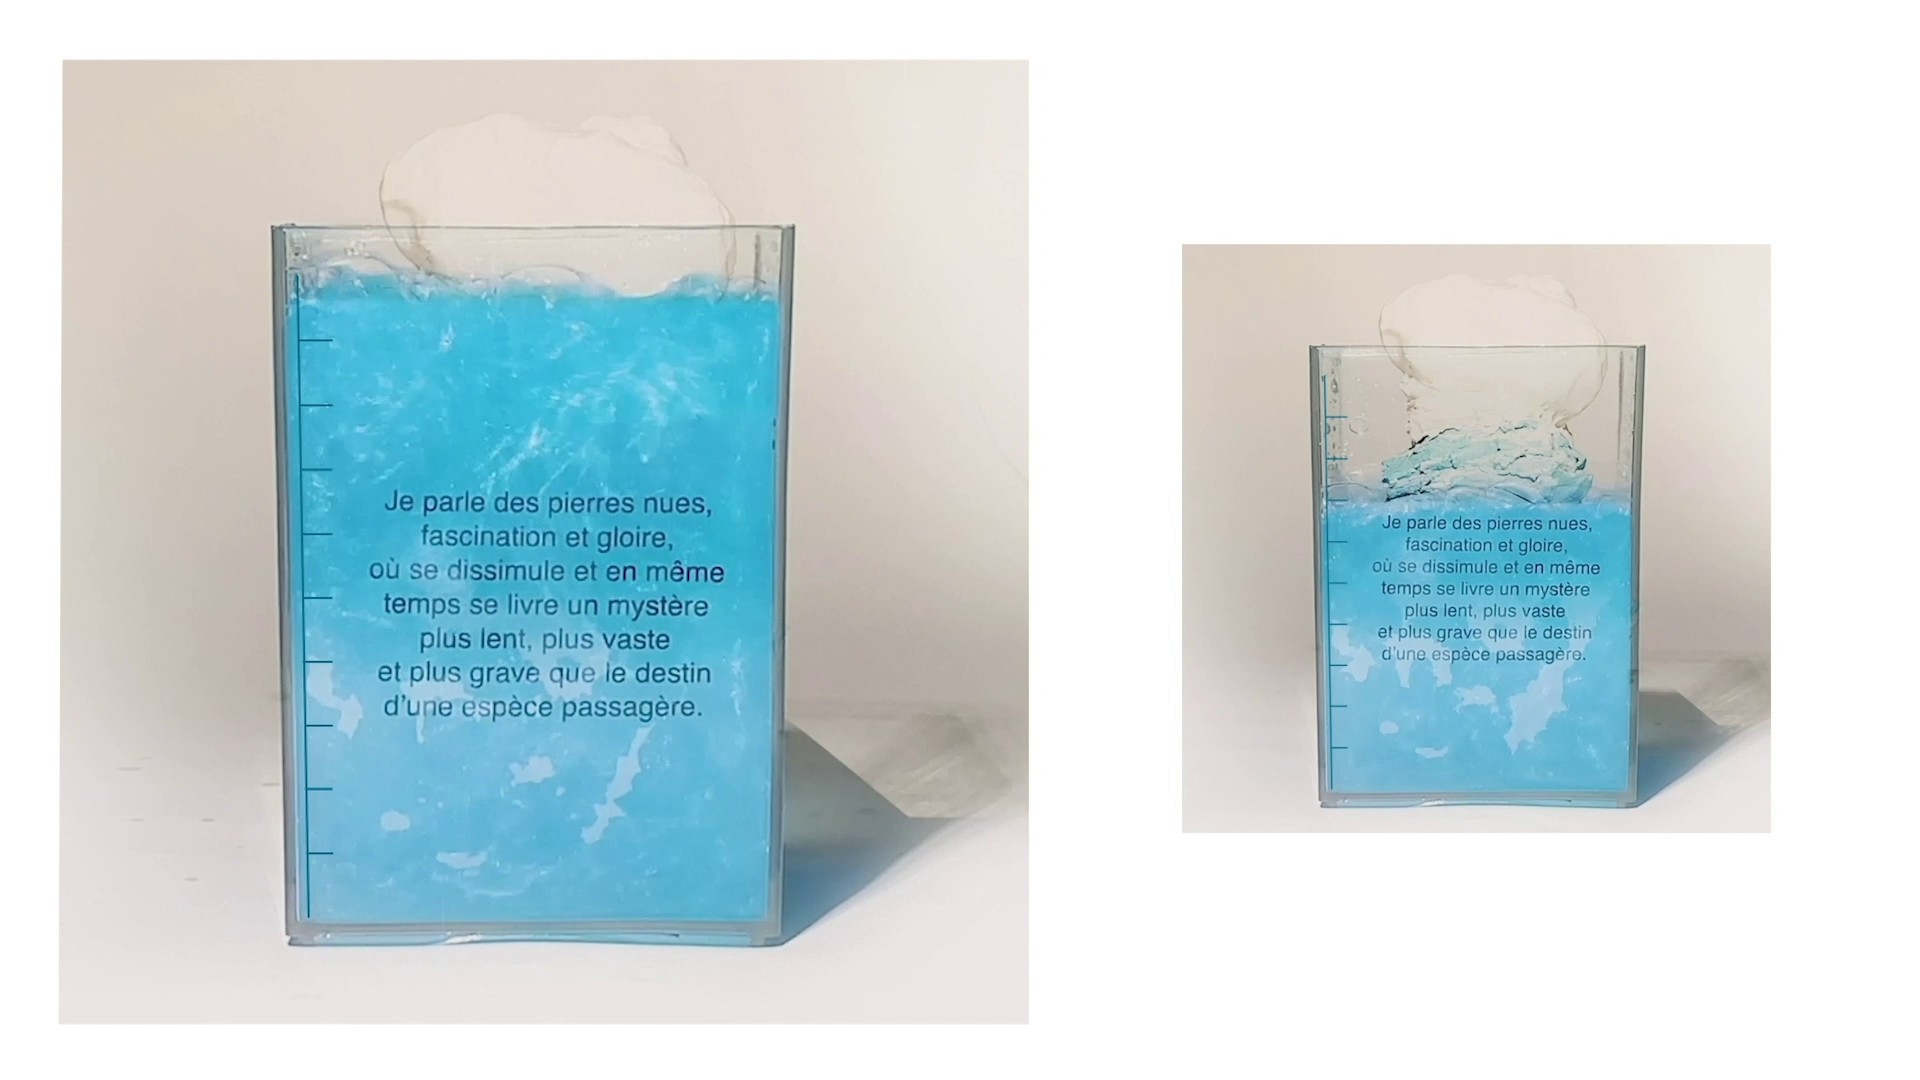 Je parle des pierres nues,
fascination et gloire,
où se dissimule et en même
temps se livre un mystère
plus lent, plus vaste
et plus grave que le destin
d'une espèce passagère.
Je parle des pierres nues,
fascination et gloire,
où se dissimule et en même
temps se livre un mystère
plus lent, plus vaste
et plus grave que le destin
d'une espèce passagère.